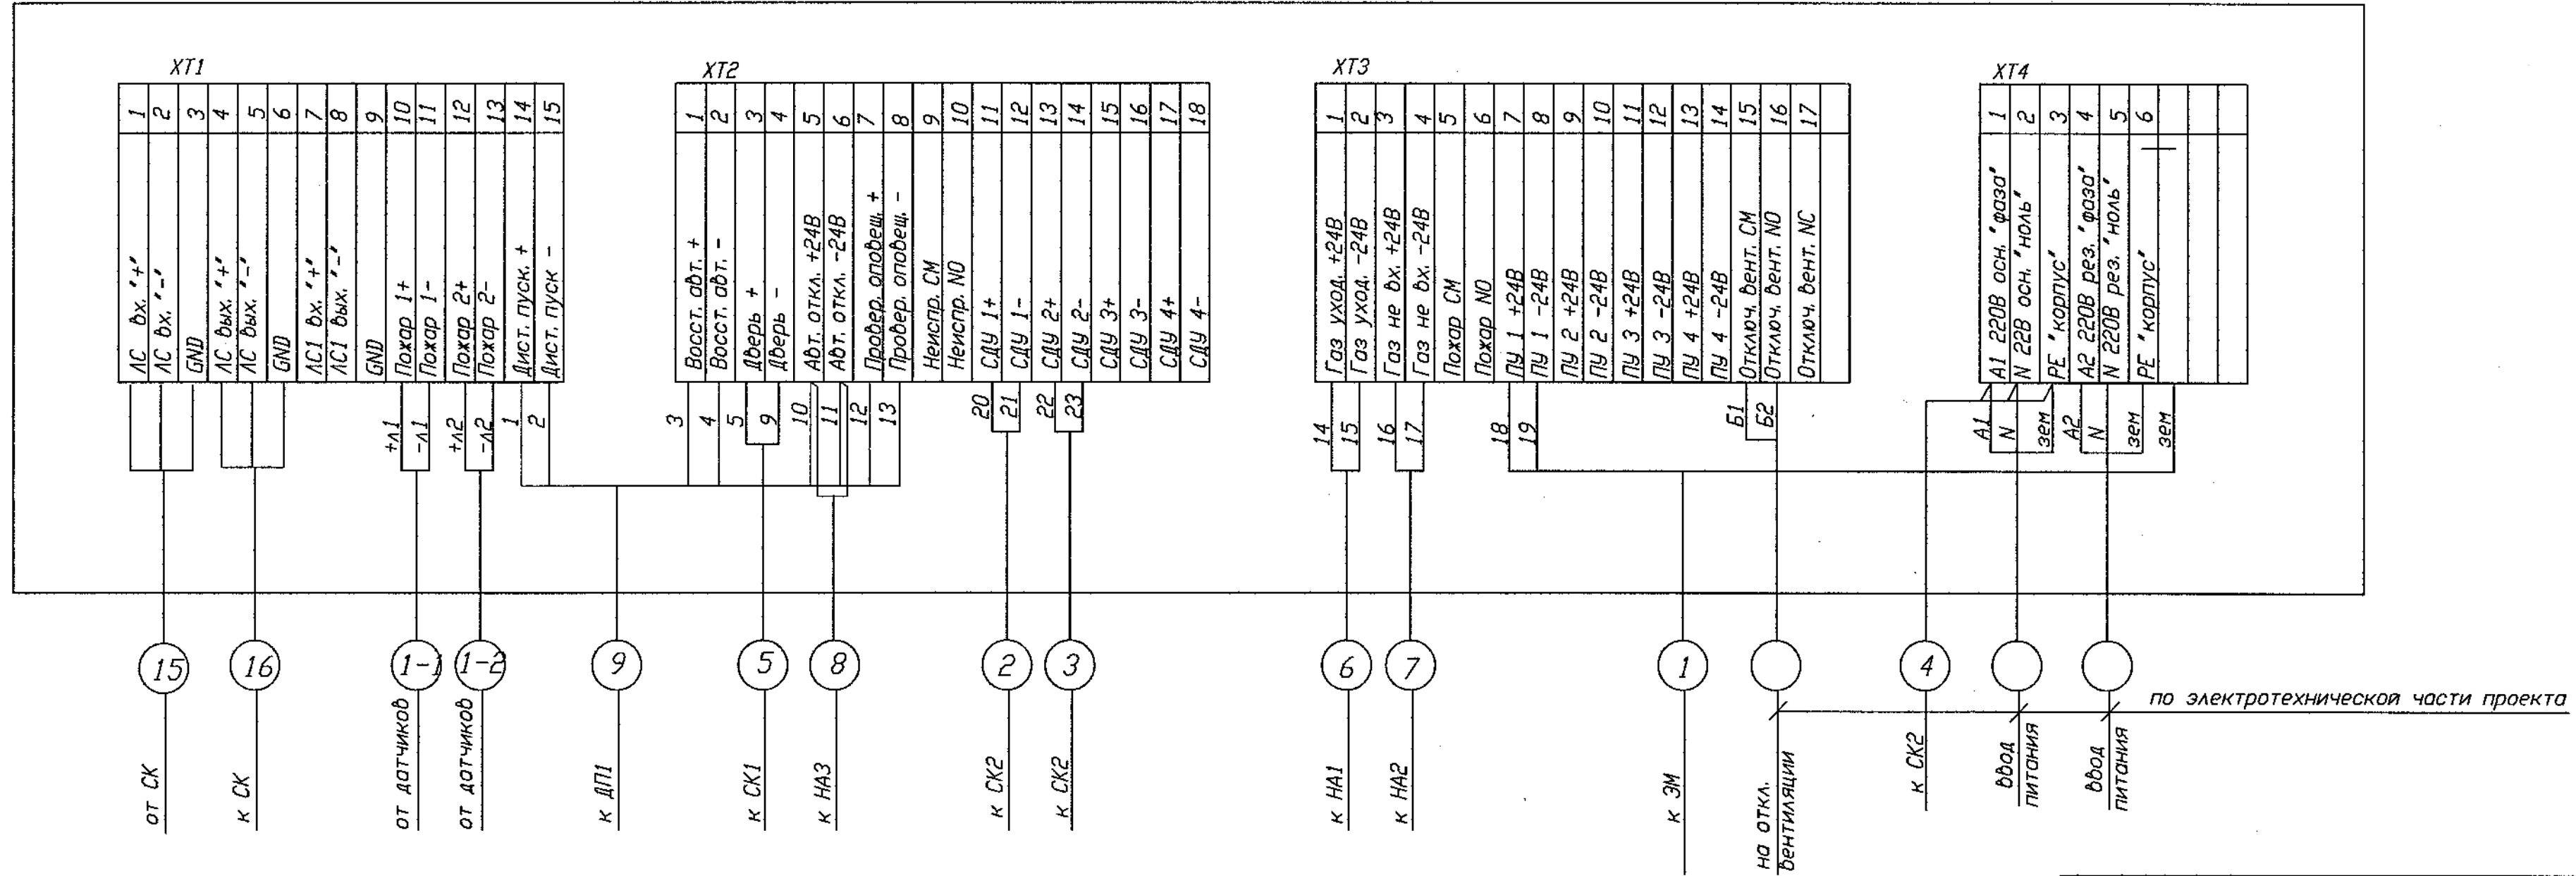 XT1
1 ЛС вх. "+"
2 ЛС вх. "-"
3 GND
4 ЛС вых. "+"
5 ЛС вых. "-"
6 GND
7 ЛС1 вх. "+"
8 ЛС1 вых. "-"
9 GND
10 Пожар 1+
11 Пожар 1-
12 Пожар 2+
13 Пожар 2-
14 Дист. пуск. +
15 Дист. пуск -
XT2
1 Восст. авт. +
2 Восст. авт. -
3 Дверь +
4 Дверь -
5 Авт. откл. +24В
6 Авт. откл. -24В
7 Провер. оповещ. +
8 Провер. оповещ. -
9 Неиспр. СМ
10 Неиспр. NO
11 СДУ 1+
12 СДУ 1-
13 СДУ 2+
14 СДУ 2-
15 СДУ 3+
16 СДУ 3-
17 СДУ 4+
18 СДУ 4-
XT3
1 Газ уход. +24В
2 Газ уход. -24В
3 Газ не вх. +24В
4 Газ не вх. -24В
5 Пожар СМ
6 Пожар NO
7 ПУ 1 +24В
8 ПУ 1 -24В
9 ПУ 2 +24В
10 ПУ 2 -24В
11 ПУ 3 +24В
12 ПУ 3 -24В
13 ПУ 4 +24В
14 ПУ 4 -24В
15 Отключ. вент. СМ
16 Отключ. вент. NO
17 Отключ. вент. NC
XT4
1 А1 220В осн. "фаза"
2 N 22В осн. "ноль"
3 РЕ "корпус"
4 А2 220В рез. "фаза"
5 N 220В рез. "ноль"
6 РЕ "корпус"
+л1
-л1
+л2
-л2
1
2
3
4
5
9
10
11
12
13
20
21
22
23
14
15
16
17
18
19
Б1
Б2
А1
N
зем
А2
N
зем
зем
15
16
1-1
1-2
9
5
8
2
3
6
7
1
4
по электротехнической части проекта
от СК
к СК
от датчиков
от датчиков
к ДП1
к СК1
к НА3
к СК2
к СК2
к НА1
к НА2
к ЭМ
на откл.
вентиляции
к СК2
ввод
питания
ввод
питания